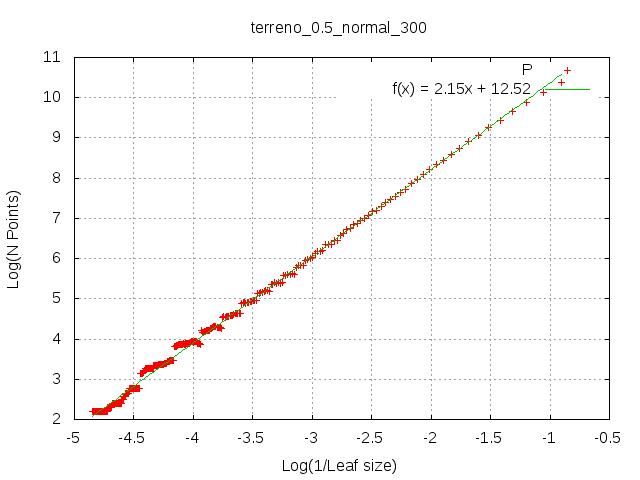 terreno_0.5_normal_300
11
10
9
8
7
6
5
4
3
2
Log(N Points)
P
f(x) = 2.15x + 12.52
-5 -4.5 -4 -3.5 -3 -2.5 -2 -1.5 -1 -0.5
Log(1/Leaf size)